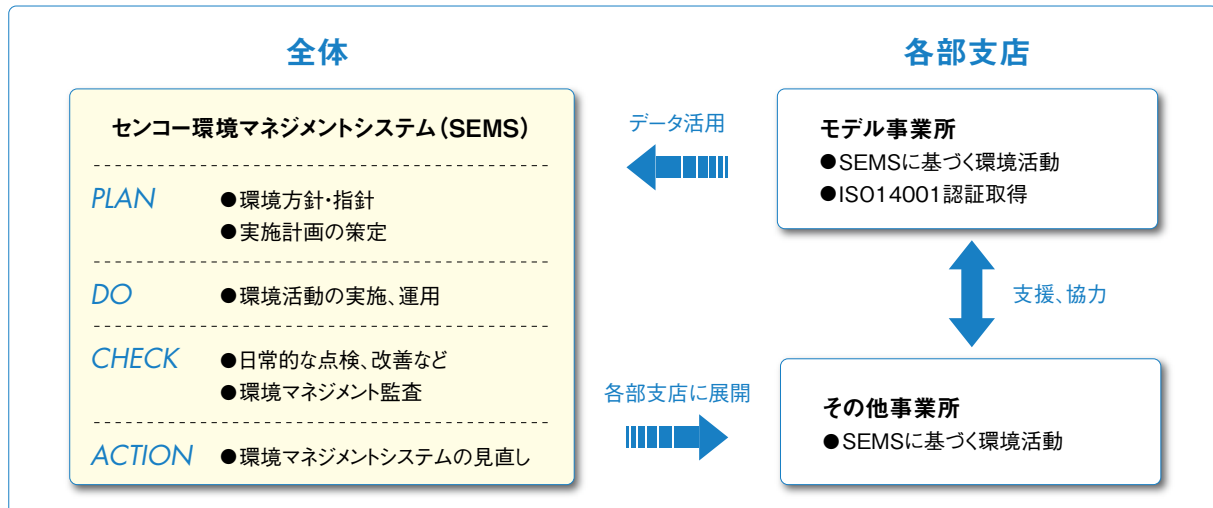 全体
センコー環境マネジメントシステム(SEMS)
PLAN
●環境方針・指針
●実施計画の策定
DO
●環境活動の実施、運用
CHECK
●日常的な点検、改善など
●環境マネジメント監査
ACTION
●環境マネジメントシステムの見直し
データ活用
各部支店に展開
各部支店
モデル事業所
●SEMSに基づく環境活動
●ISO14001認証取得
支援、協力
その他事業所
●SEMSに基づく環境活動